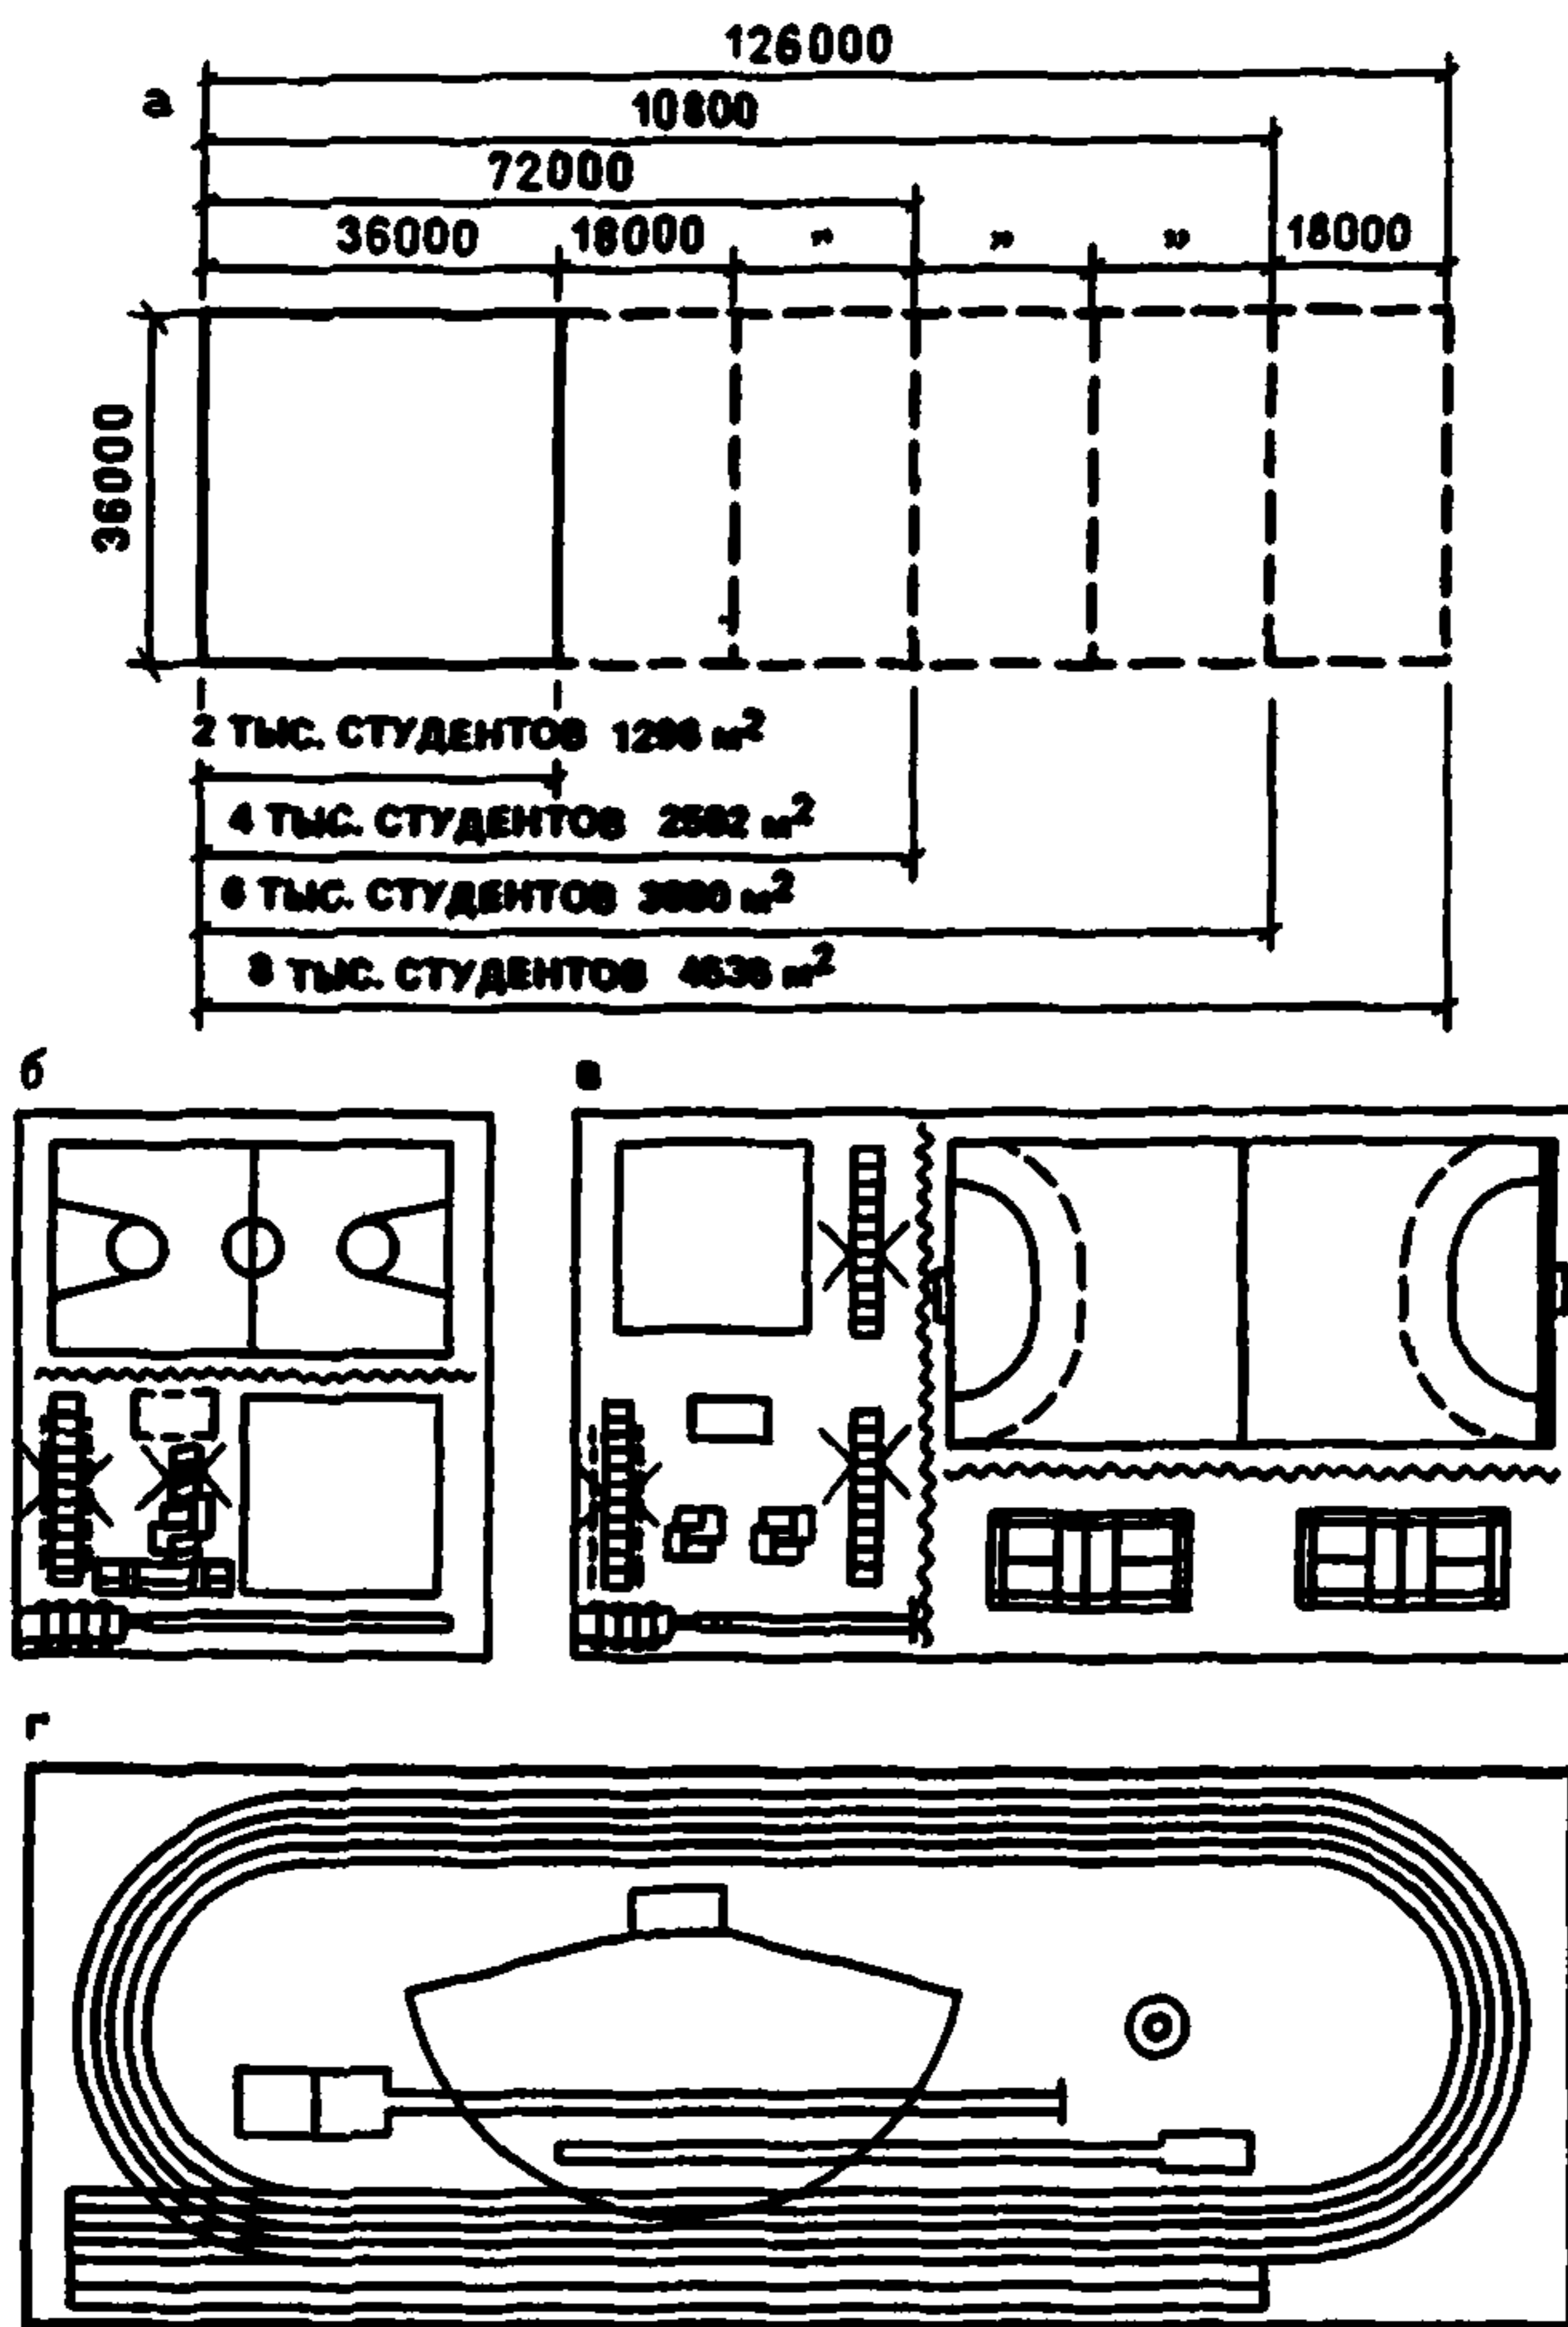 126000
а
10800
72000
36000 18000 " " " 18000
36000
2 ТЫС. СТУДЕНТОВ 1296 м²
4 ТЫС. СТУДЕНТОВ 2592 м²
6 ТЫС. СТУДЕНТОВ м²
8 ТЫС. СТУДЕНТОВ 4536 м²
б в
г